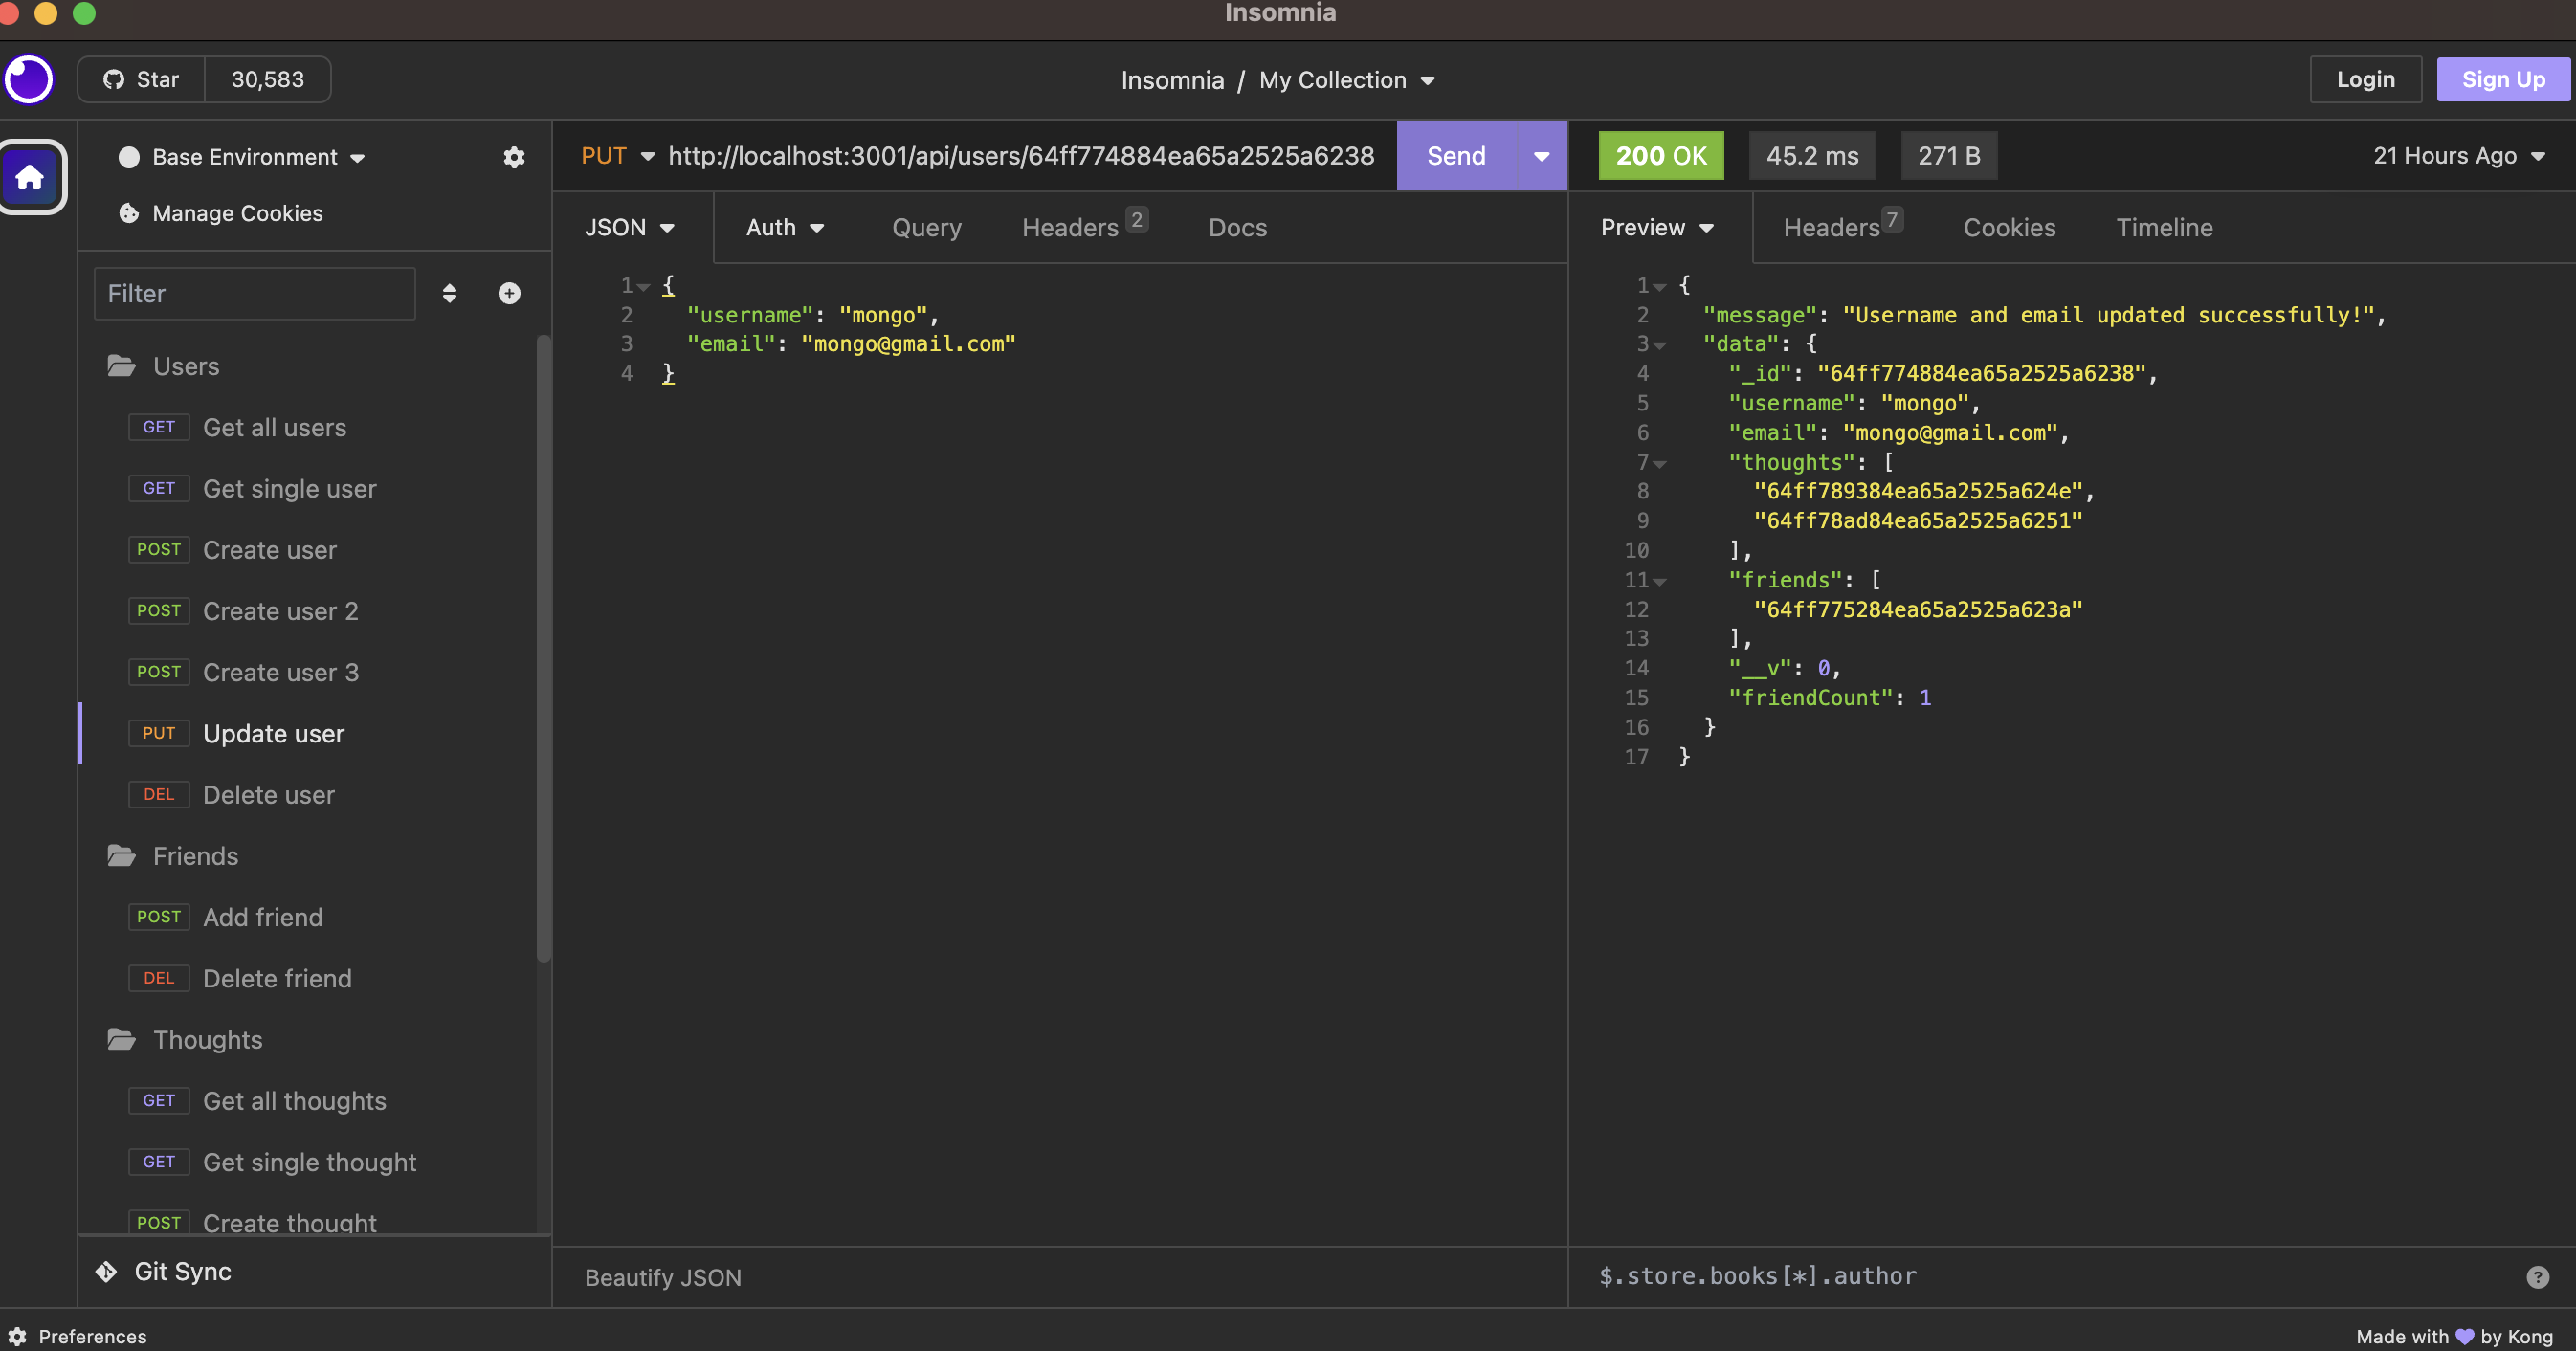 Insomnia
Star 30,583
Insomnia / My Collection
Login
Sign Up
Base Environment
Manage Cookies
Filter
Users
GET Get all users
GET Get single user
POST Create user
POST Create user 2
POST Create user 3
PUT Update user
DEL Delete user
Friends
POST Add friend
DEL Delete friend
Thoughts
GET Get all thoughts
GET Get single thought
POST Create thought
Git Sync
PUT http://localhost:3001/api/users/64ff774884ea65a2525a6238 Send
JSON Auth Query Headers 2 Docs
1 {
2 "username": "mongo",
3 "email": "mongo@gmail.com"
4 }
Beautify JSON
200 OK 45.2 ms 271 B 21 Hours Ago
Preview Headers 7 Cookies Timeline
1 {
2 "message": "Username and email updated successfully!",
3 "data": {
4 "_id": "64ff774884ea65a2525a6238",
5 "username": "mongo",
6 "email": "mongo@gmail.com",
7 "thoughts": [
8 "64ff789384ea65a2525a624e",
9 "64ff78ad84ea65a2525a6251"
10 ],
11 "friends": [
12 "64ff775284ea65a2525a623a"
13 ],
14 "__v": 0,
15 "friendCount": 1
16 }
17 }
$.store.books[*].author
?
Preferences
Made with 💜 by Kong